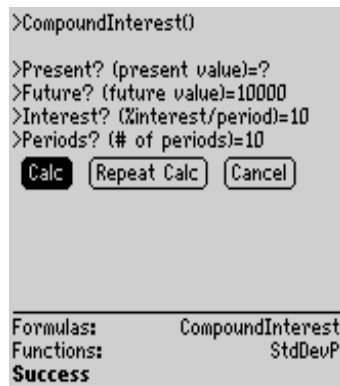 >CompoundInterest()
>Present? (present value)=?
>Future? (future value)=10000
>Interest? (%interest/period)=10
>Periods? (# of periods)=10
Calc Repeat Calc Cancel
Formulas: CompoundInterest
Functions: StdDevP
Success